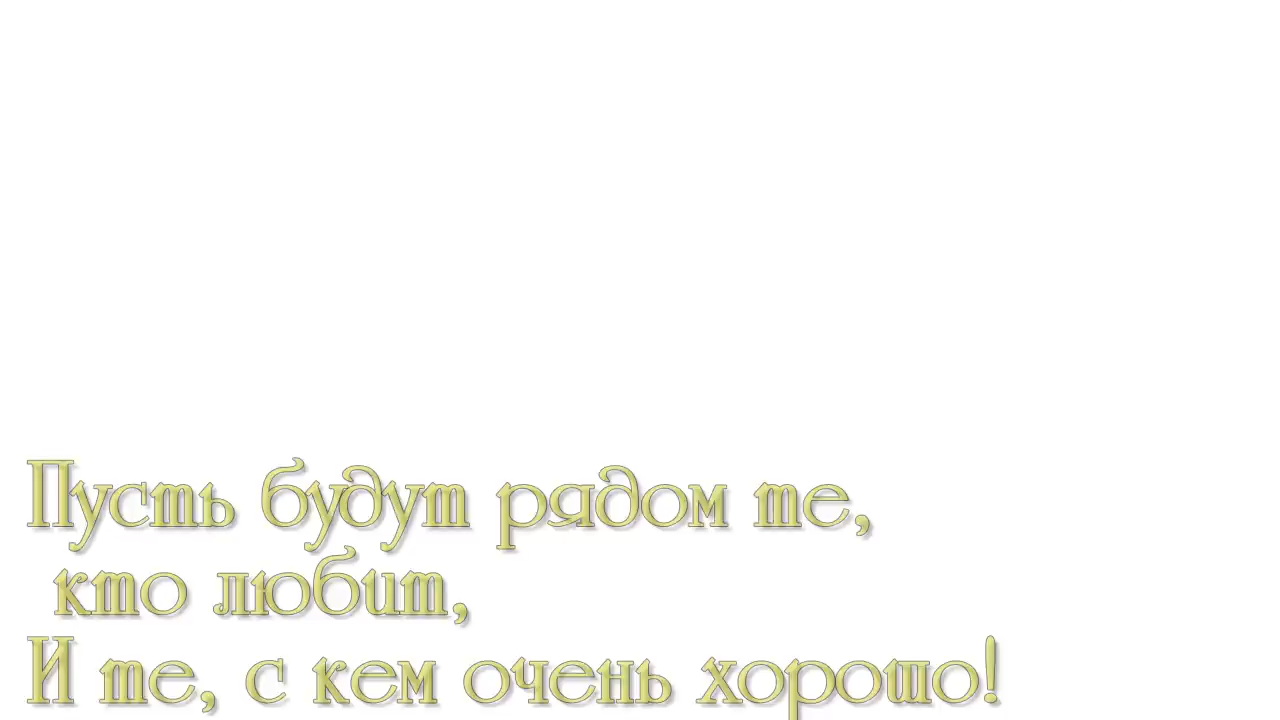 Пусть будут рядом те,
кто любит,
И те, с кем очень хорошо!